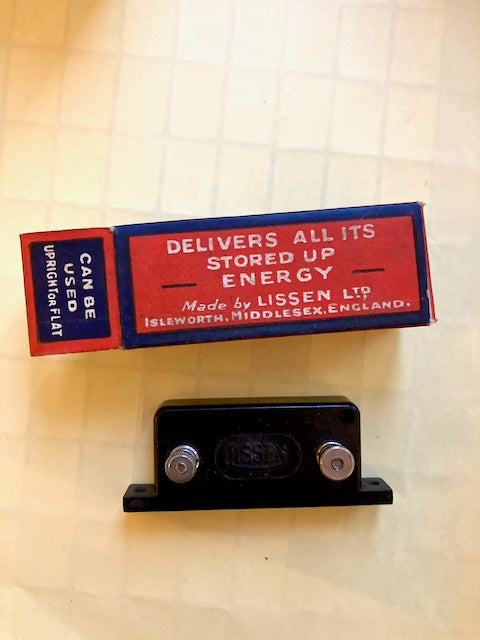 CAN BE
USED
UPRIGHT OR FLAT
DELIVERS ALL ITS
STORED UP
— ENERGY —
Made by LISSEN LTD
ISLEWORTH, MIDDLESEX, ENGLAND.
LISSEN